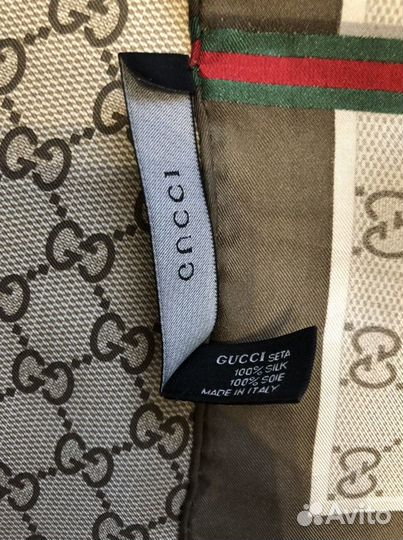 GUCCI
GUCCI SETA
100% SILK
100% SOIE
MADE IN ITALY
Avito